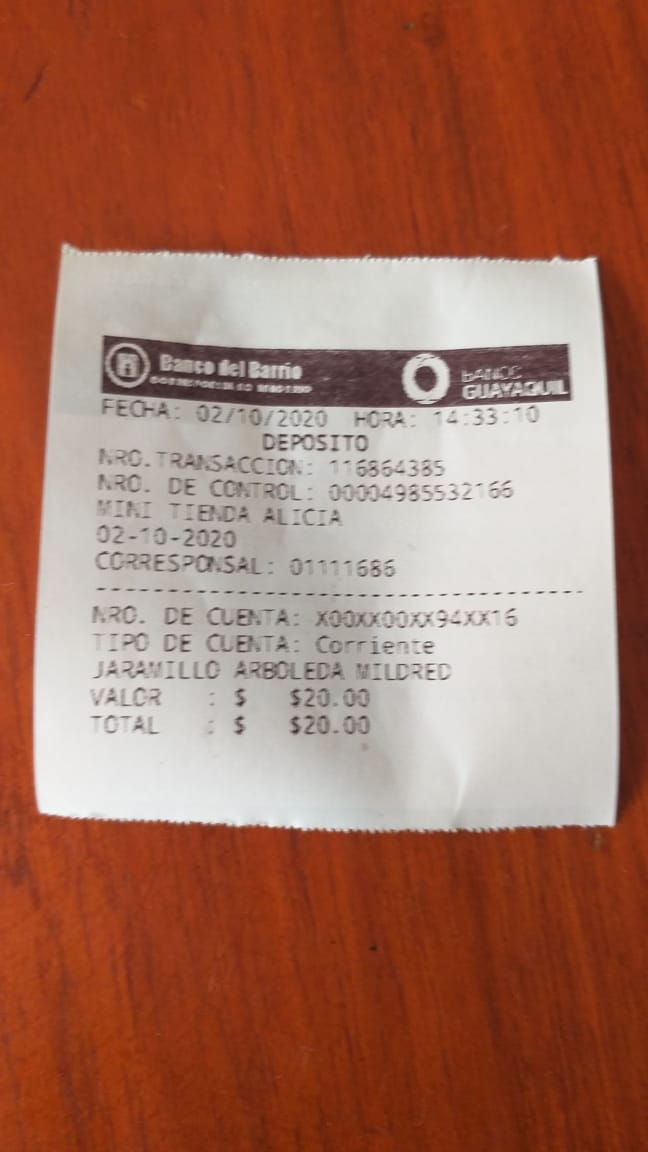 Banco del Barrio
BANCO
GUAYAQUIL
FECHA: 02/10/2020 HORA: 14:33:10
DEPOSITO
NRO.TRANSACCION: 116864385
NRO. DE CONTROL: 00004985532166
MINI TIENDA ALICIA
02-10-2020
CORRESPONSAL: 01111686
NRO. DE CUENTA: X00XX00XX94XX16
TIPO DE CUENTA: Corriente
JARAMILLO ARBOLEDA MILDRED
VALOR : $ $20.00
TOTAL : $ $20.00